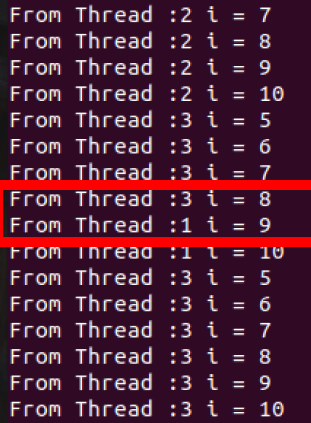 From Thread :2 i = 7
From Thread :2 i = 8
From Thread :2 i = 9
From Thread :2 i = 10
From Thread :3 i = 5
From Thread :3 i = 6
From Thread :3 i = 7
From Thread :3 i = 8
From Thread :1 i = 9
From Thread :1 i = 10
From Thread :3 i = 5
From Thread :3 i = 6
From Thread :3 i = 7
From Thread :3 i = 8
From Thread :3 i = 9
From Thread :3 i = 10